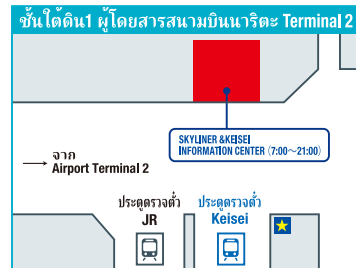 ชั้นใต้ดิน1 ผู้โดยสารสนามบินนาริตะ Terminal 2
SKYLINER & KEISEI
INFORMATION CENTER (7:00～21:00)
จาก
Airport Terminal 2
ประตูตรวจตั๋ว
JR
ประตูตรวจตั๋ว
Keisei